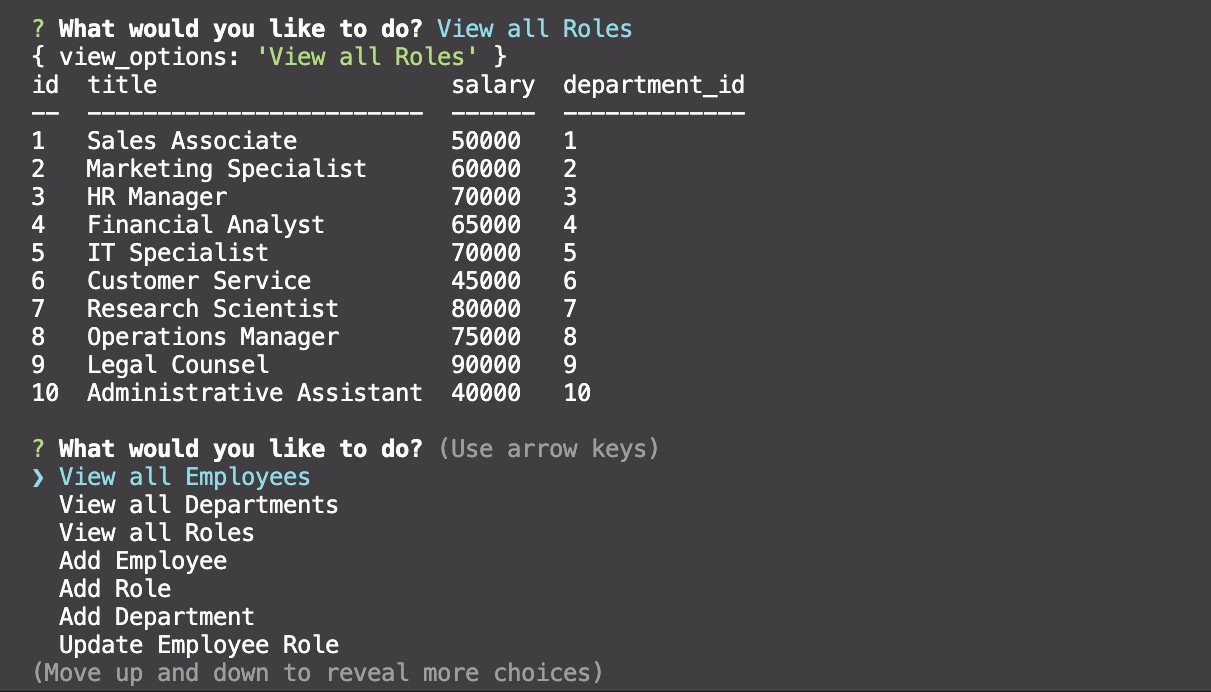 ? What would you like to do? View all Roles
{ view_options: 'View all Roles' }
id  title                     salary  department_id
--  ------------------------  ------  -------------
1   Sales Associate           50000   1
2   Marketing Specialist      60000   2
3   HR Manager                70000   3
4   Financial Analyst         65000   4
5   IT Specialist             70000   5
6   Customer Service          45000   6
7   Research Scientist        80000   7
8   Operations Manager        75000   8
9   Legal Counsel             90000   9
10  Administrative Assistant  40000   10
? What would you like to do? (Use arrow keys)
❯ View all Employees
  View all Departments
  View all Roles
  Add Employee
  Add Role
  Add Department
  Update Employee Role
(Move up and down to reveal more choices)